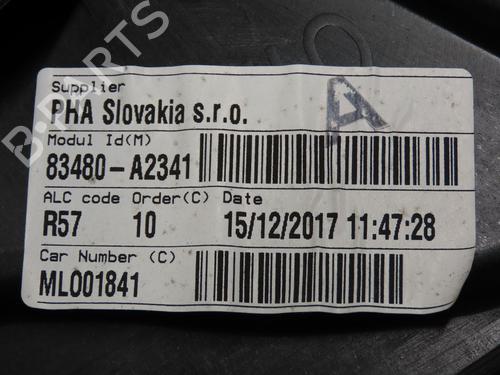 B-PARTS
Supplier
PHA Slovakia s.r.o.
A
Modul Id(M)
83480-A2341
ALC code Order(C) Date
R57 10 15/12/2017 11:47:28
Car Number (C)
ML001841